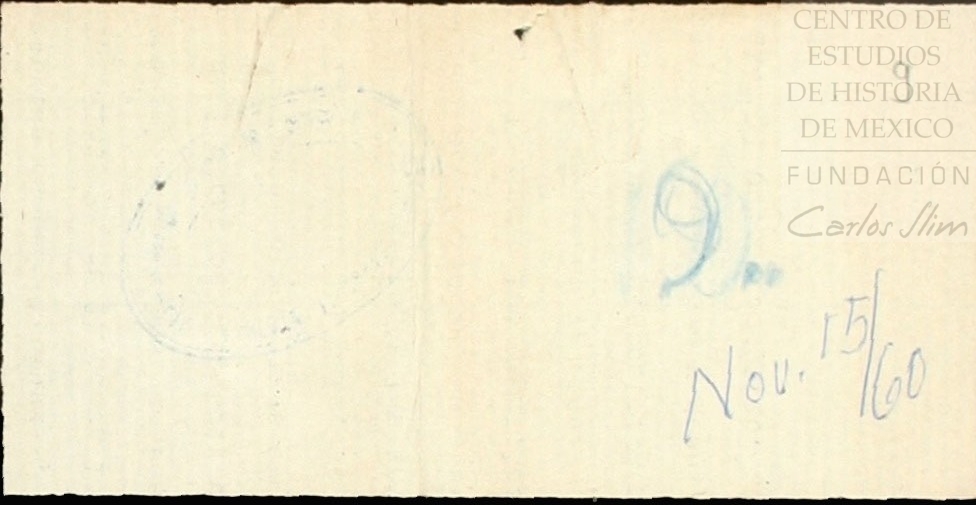 CENTRO DE
ESTUDIOS
DE HISTORIA
DE MEXICO
FUNDACIÓN
Carlos Slim
9
9..
Nov. 15/60